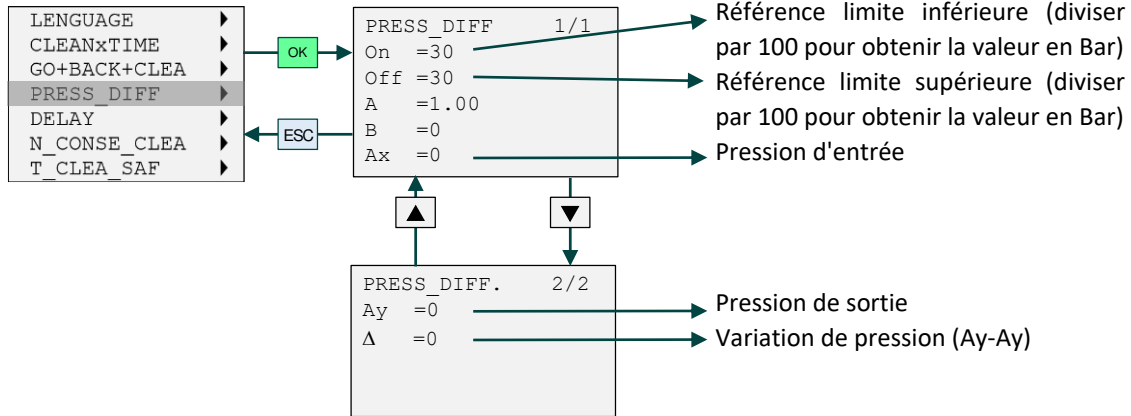 LENGUAGE
CLEANxTIME
GO+BACK+CLEA
PRESS_DIFF
DELAY
N_CONSE_CLEA
T_CLEA_SAF
OK
ESC
PRESS_DIFF 1/1
On =30
Off =30
A =1.00
B =0
Ax =0
Référence limite inférieure (diviser
par 100 pour obtenir la valeur en Bar)
Référence limite supérieure (diviser
par 100 pour obtenir la valeur en Bar)
Pression d'entrée
PRESS_DIFF. 2/2
Ay =0
Δ =0
Pression de sortie
Variation de pression (Ay-Ay)